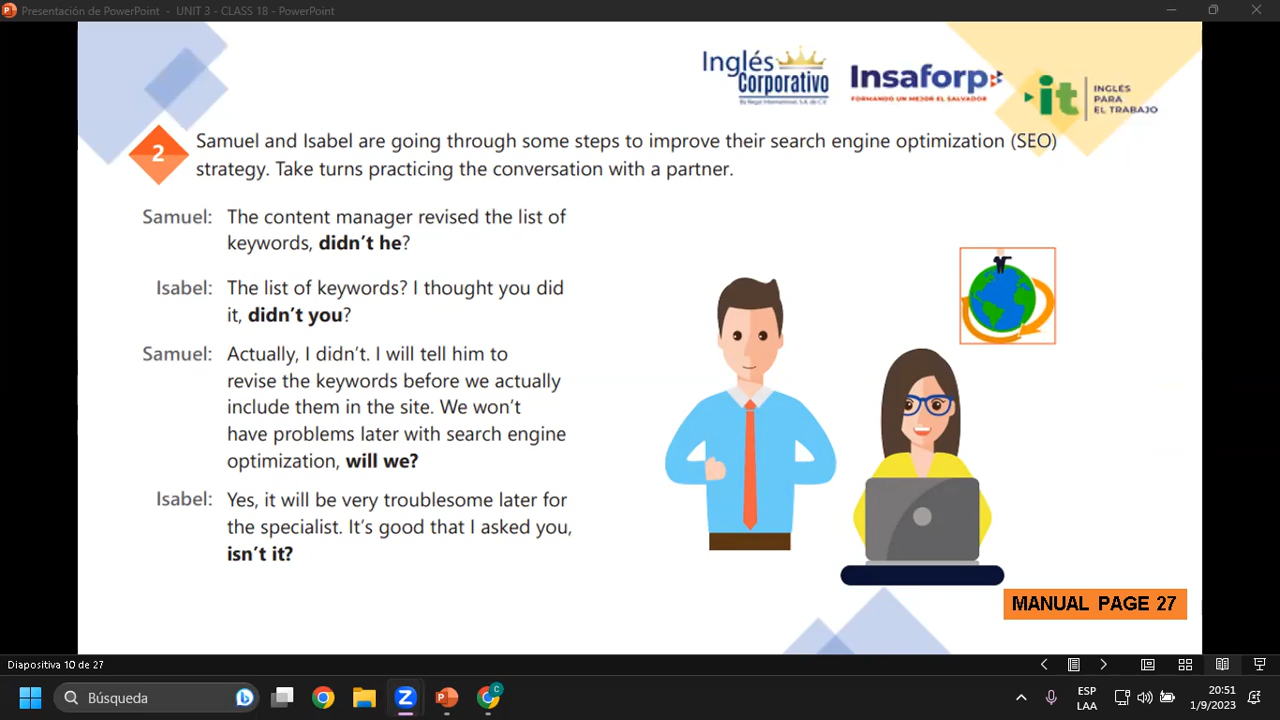 Presentación de PowerPoint - UNIT 3 - CLASS 18 - PowerPoint
Inglés
Corporativo
Insaforp
FORMANDO UN MEJOR EL SALVADOR
it
INGLÉS
PARA
EL TRABAJO
2
Samuel and Isabel are going through some steps to improve their search engine optimization (SEO)
strategy. Take turns practicing the conversation with a partner.
Samuel: The content manager revised the list of
keywords, didn't he?
Isabel: The list of keywords? I thought you did
it, didn't you?
Samuel: Actually, I didn't. I will tell him to
revise the keywords before we actually
include them in the site. We won't
have problems later with search engine
optimization, will we?
Isabel: Yes, it will be very troublesome later for
the specialist. It's good that I asked you,
isn't it?
MANUAL PAGE 27
Diapositiva 10 de 27
Búsqueda
C
ESP
LAA
20:51
1/9/2023